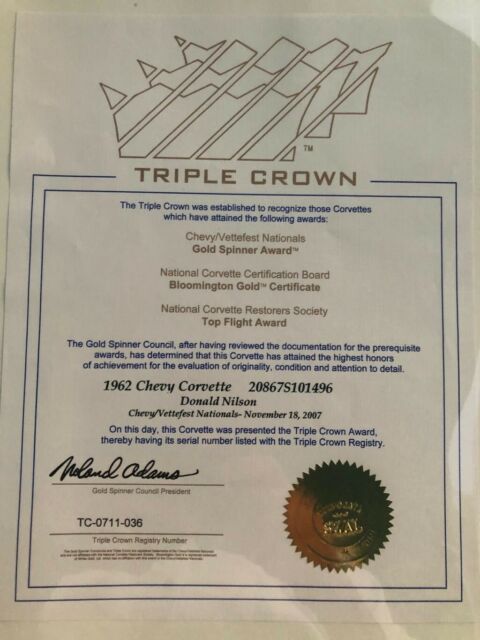 TM
TRIPLE CROWN
The Triple Crown was established to recognize those Corvettes
which have attained the following awards:
Chevy/Vettefest Nationals
Gold Spinner Award™
National Corvette Certification Board
Bloomington Gold™ Certificate
National Corvette Restorers Society
Top Flight Award
The Gold Spinner Council, after having reviewed the documentation for the prerequisite
awards, has determined that this Corvette has attained the highest honors
of achievement for the evaluation of originality, condition and attention to detail.
1962 Chevy Corvette 20867S101496
Donald Nilson
Chevy/Vettefest Nationals- November 18, 2007
On this day, this Corvette was presented the Triple Crown Award,
thereby having its serial number listed with the Triple Crown Registry.
Noland Adams
Gold Spinner Council President
TC-0711-036
Triple Crown Registry Number
SEAL